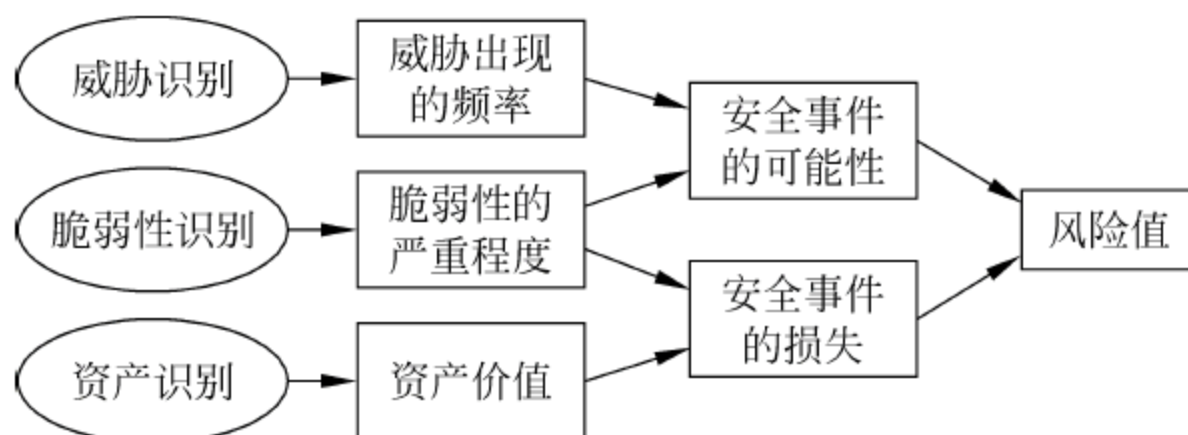 威胁识别
威胁出现
的频率
安全事件
的可能性
脆弱性识别
脆弱性的
严重程度
风险值
安全事件
的损失
资产识别
资产价值